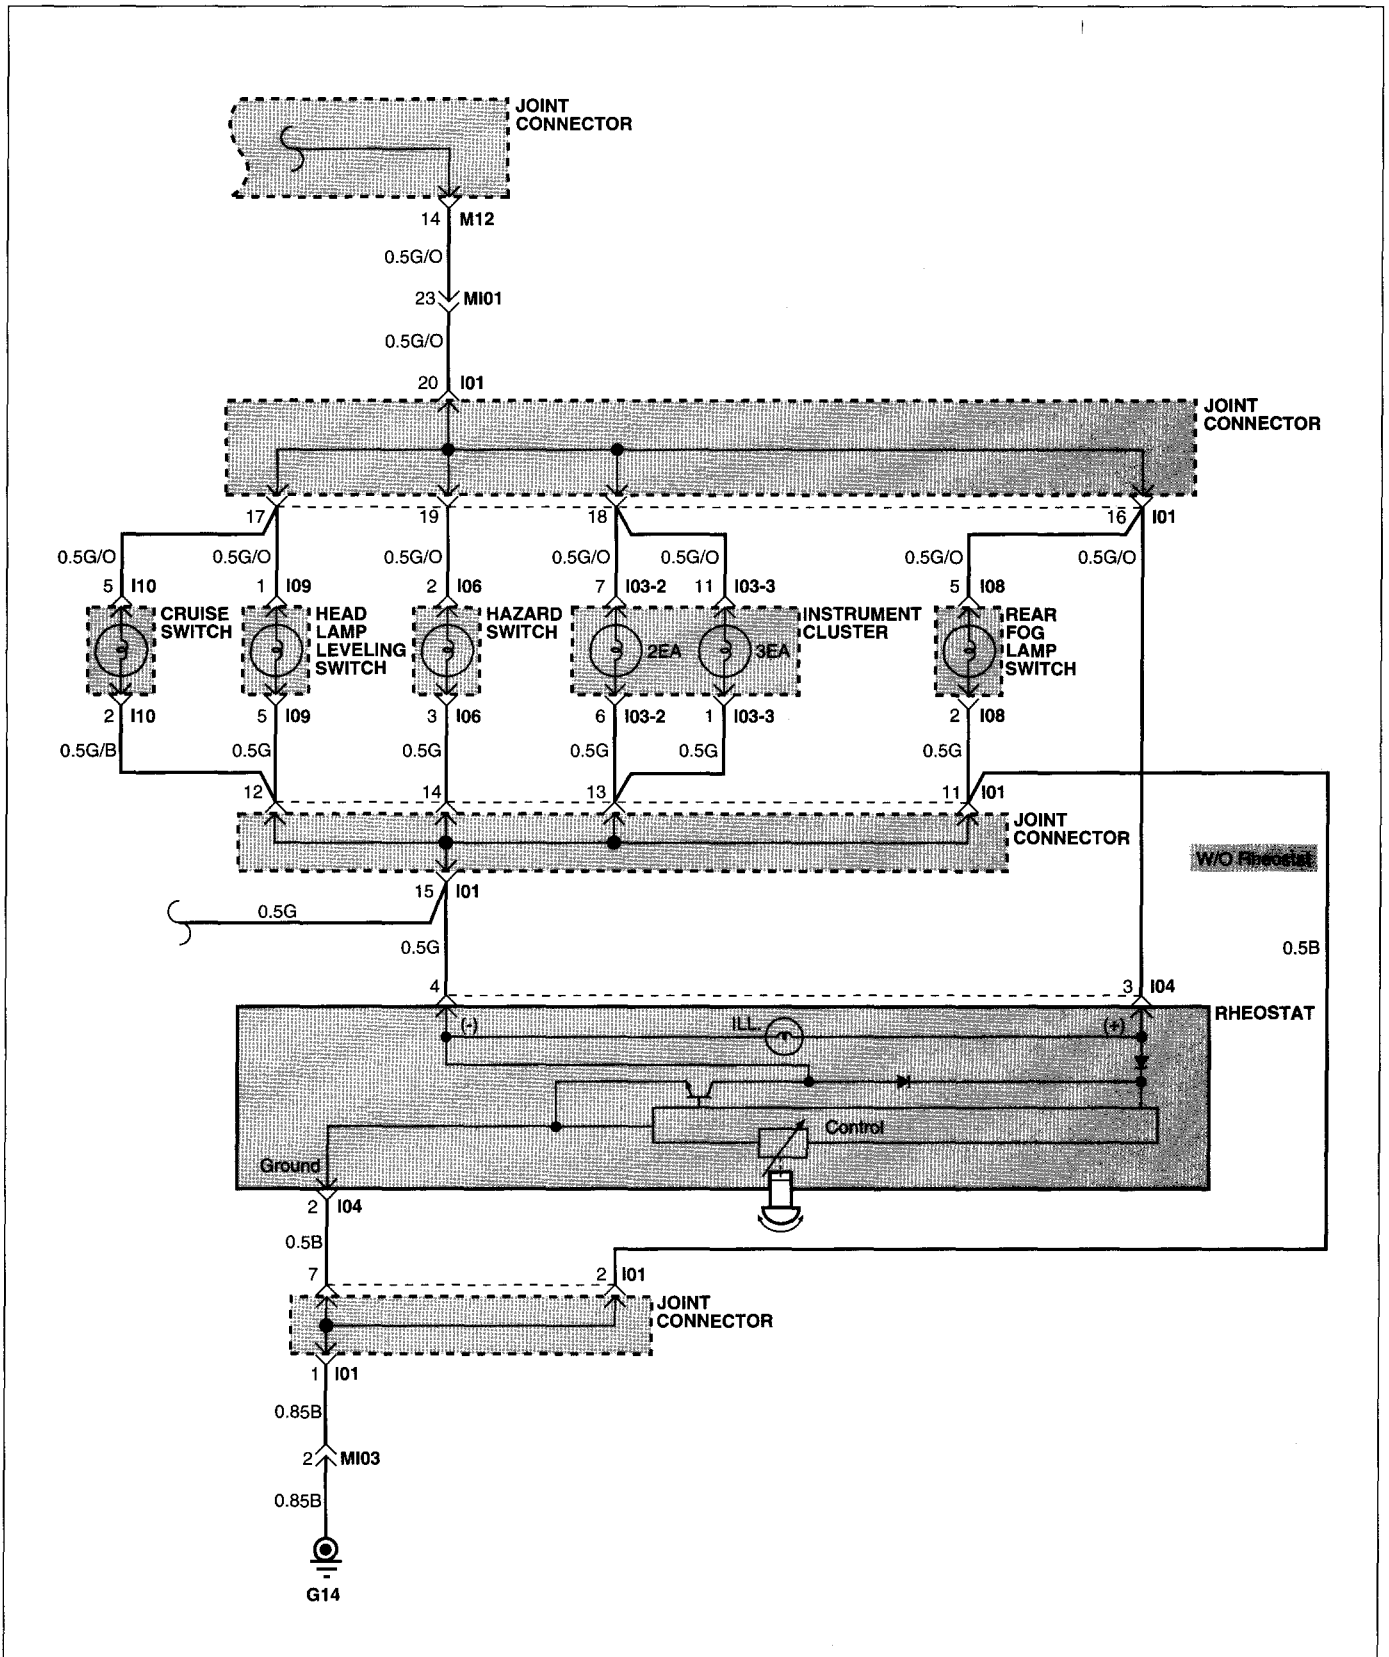 JOINT
CONNECTOR
14 M12
0.5G/O
23 MI01
0.5G/O
20 I01
JOINT
CONNECTOR
17 19 18 16 I01
0.5G/O 0.5G/O 0.5G/O 0.5G/O 0.5G/O 0.5G/O 0.5G/O
5 I10 1 I09 2 I06 7 I03-2 11 I03-3 5 I08
CRUISE
SWITCH
HEAD
LAMP
LEVELING
SWITCH
HAZARD
SWITCH
2EA 3EA
INSTRUMENT
CLUSTER
REAR
FOG
LAMP
SWITCH
2 I10 5 I09 3 I06 6 I03-2 1 I03-3 2 I08
0.5G/B 0.5G 0.5G 0.5G 0.5G 0.5G
12 14 13 11 I01
JOINT
CONNECTOR
W/O Rheostat
15 I01
0.5G
0.5G 0.5B
4 3 I04
RHEOSTAT
(-) ILL. (+)
Control
Ground
2 I04
0.5B
7 2 I01
JOINT
CONNECTOR
1 I01
0.85B
2 MI03
0.85B
G14